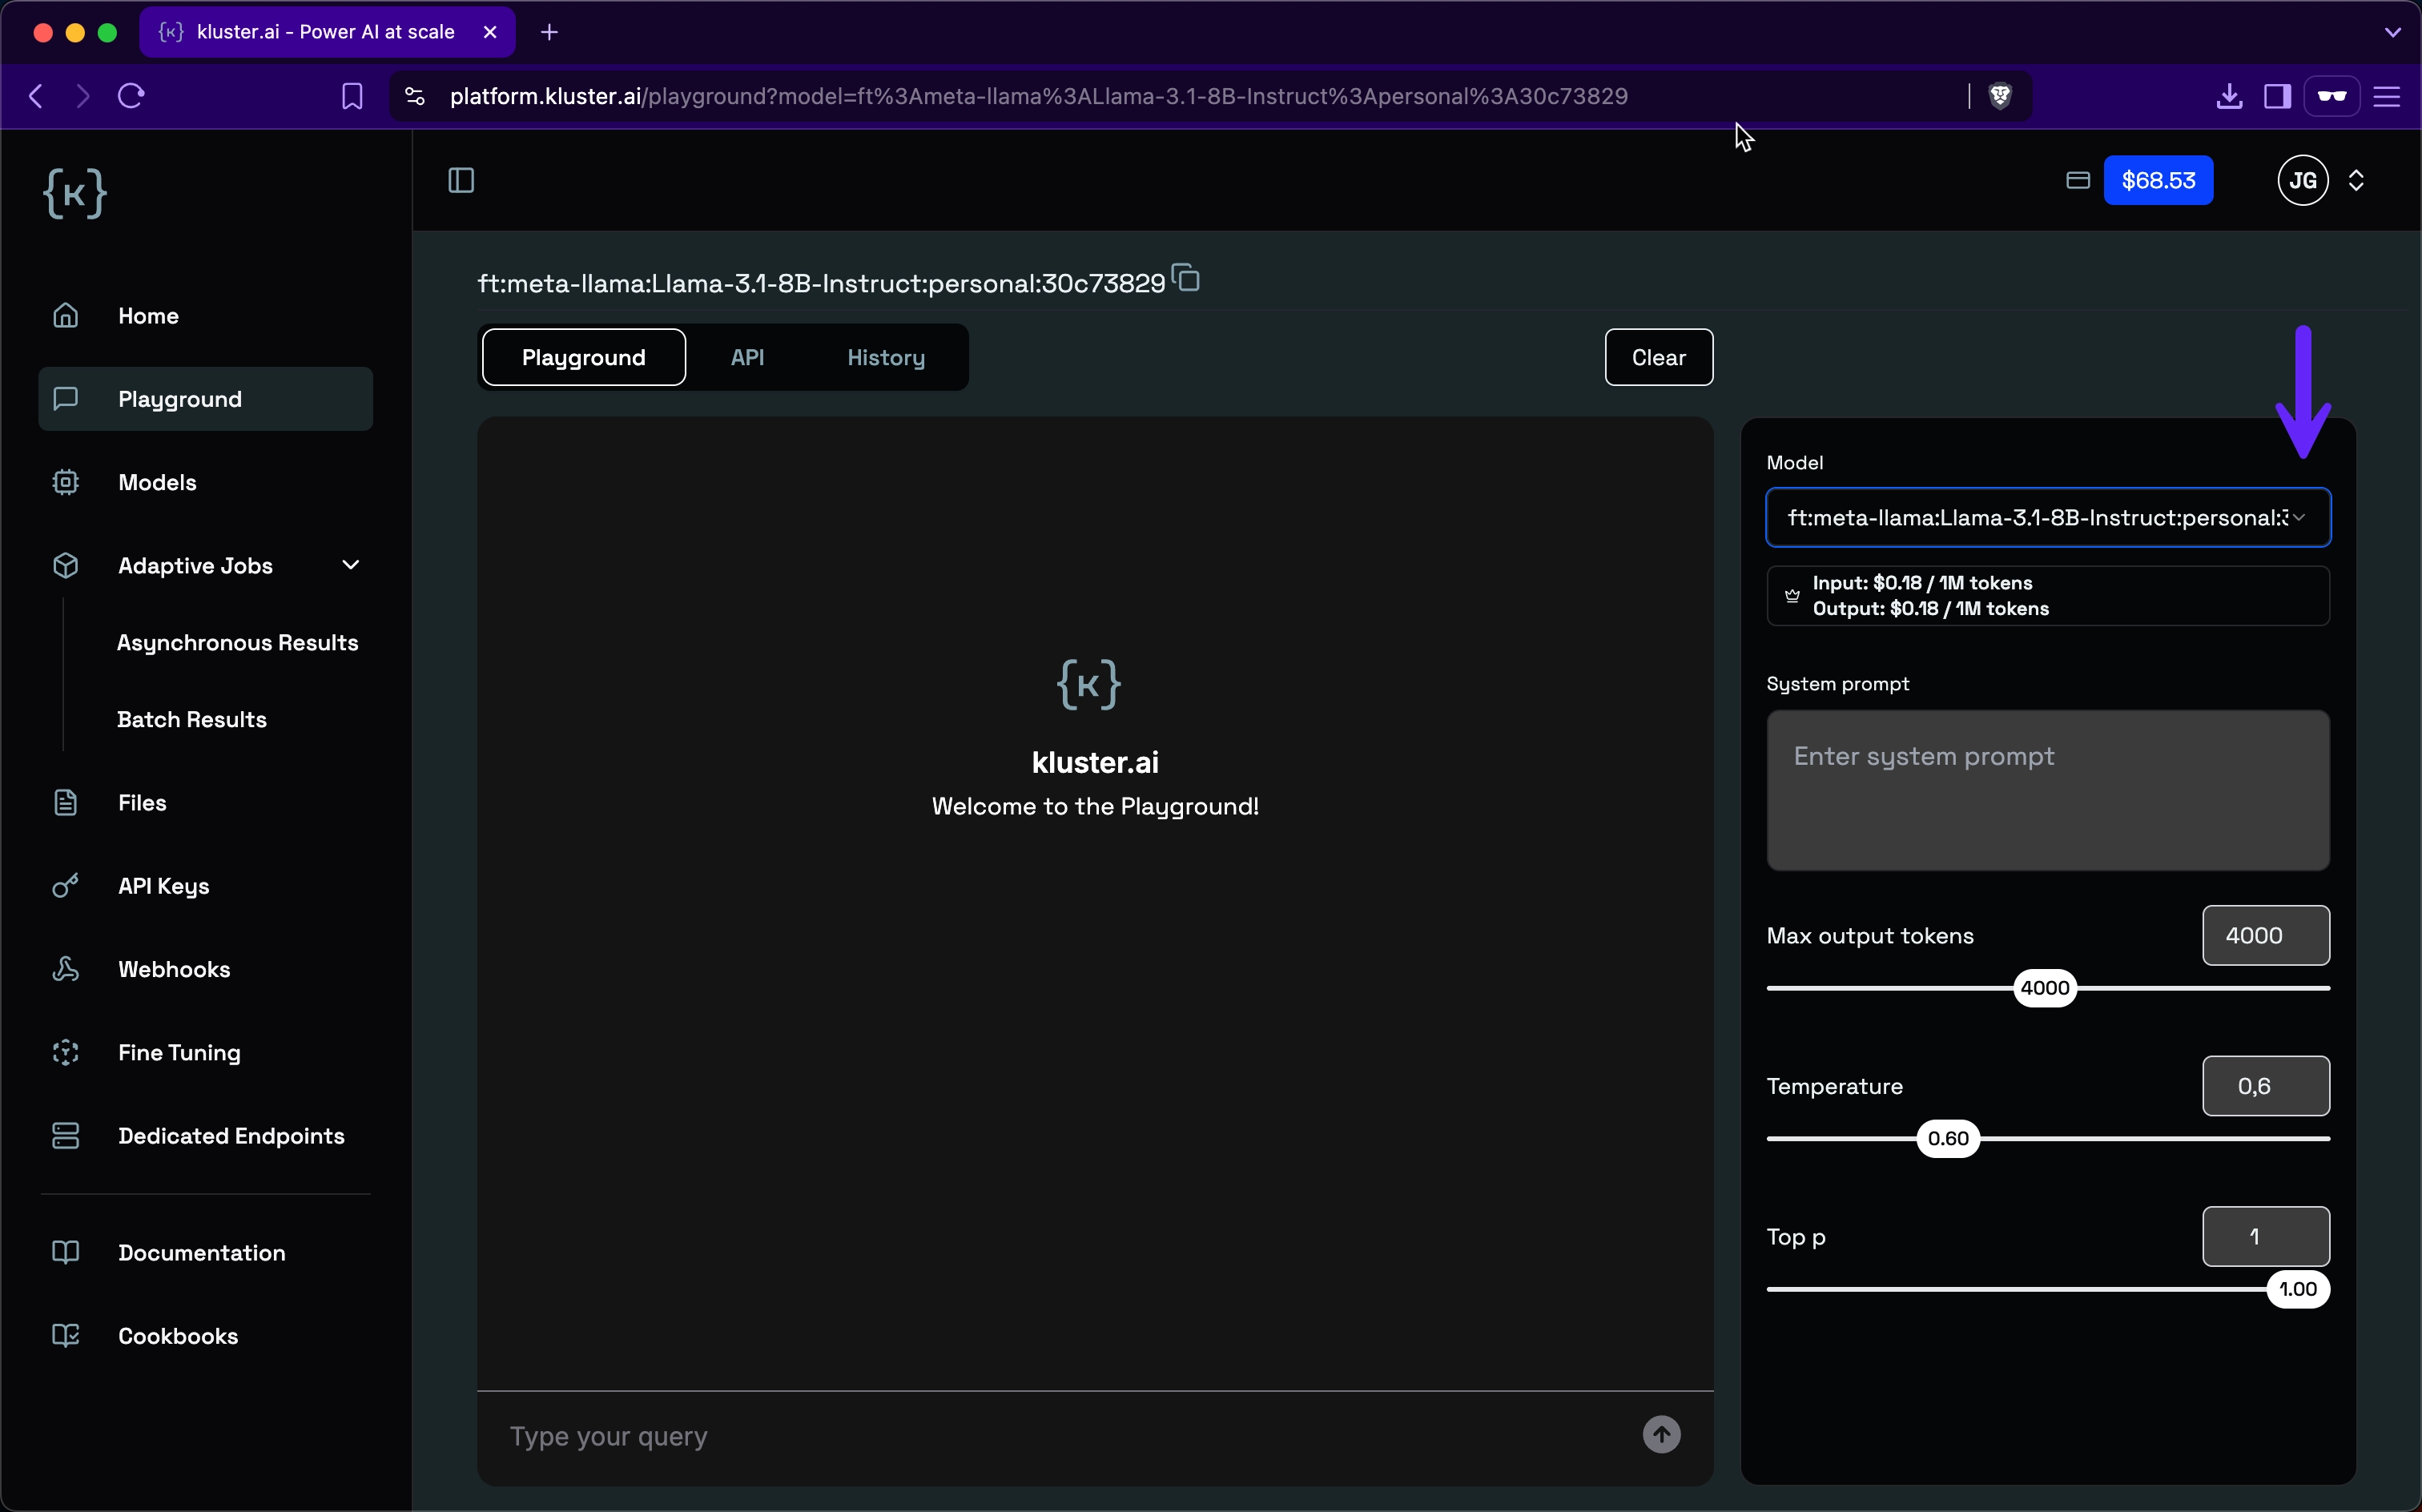 {K} kluster.ai - Power AI at scale
platform.kluster.ai/playground?model=ft%3Ameta-llama%3ALlama-3.1-8B-Instruct%3Apersonal%3A30c73829
{K}
$68.53
JG
Home
Playground
Models
Adaptive Jobs
Asynchronous Results
Batch Results
Files
API Keys
Webhooks
Fine Tuning
Dedicated Endpoints
Documentation
Cookbooks
ft:meta-llama:Llama-3.1-8B-Instruct:personal:30c73829
Playground API History
Clear
{K}
kluster.ai
Welcome to the Playground!
Type your query
Model
ft:meta-llama:Llama-3.1-8B-Instruct:personal:3
Input: $0.18 / 1M tokens
Output: $0.18 / 1M tokens
System prompt
Enter system prompt
Max output tokens 4000
4000
Temperature 0,6
0.60
Top p 1
1.00